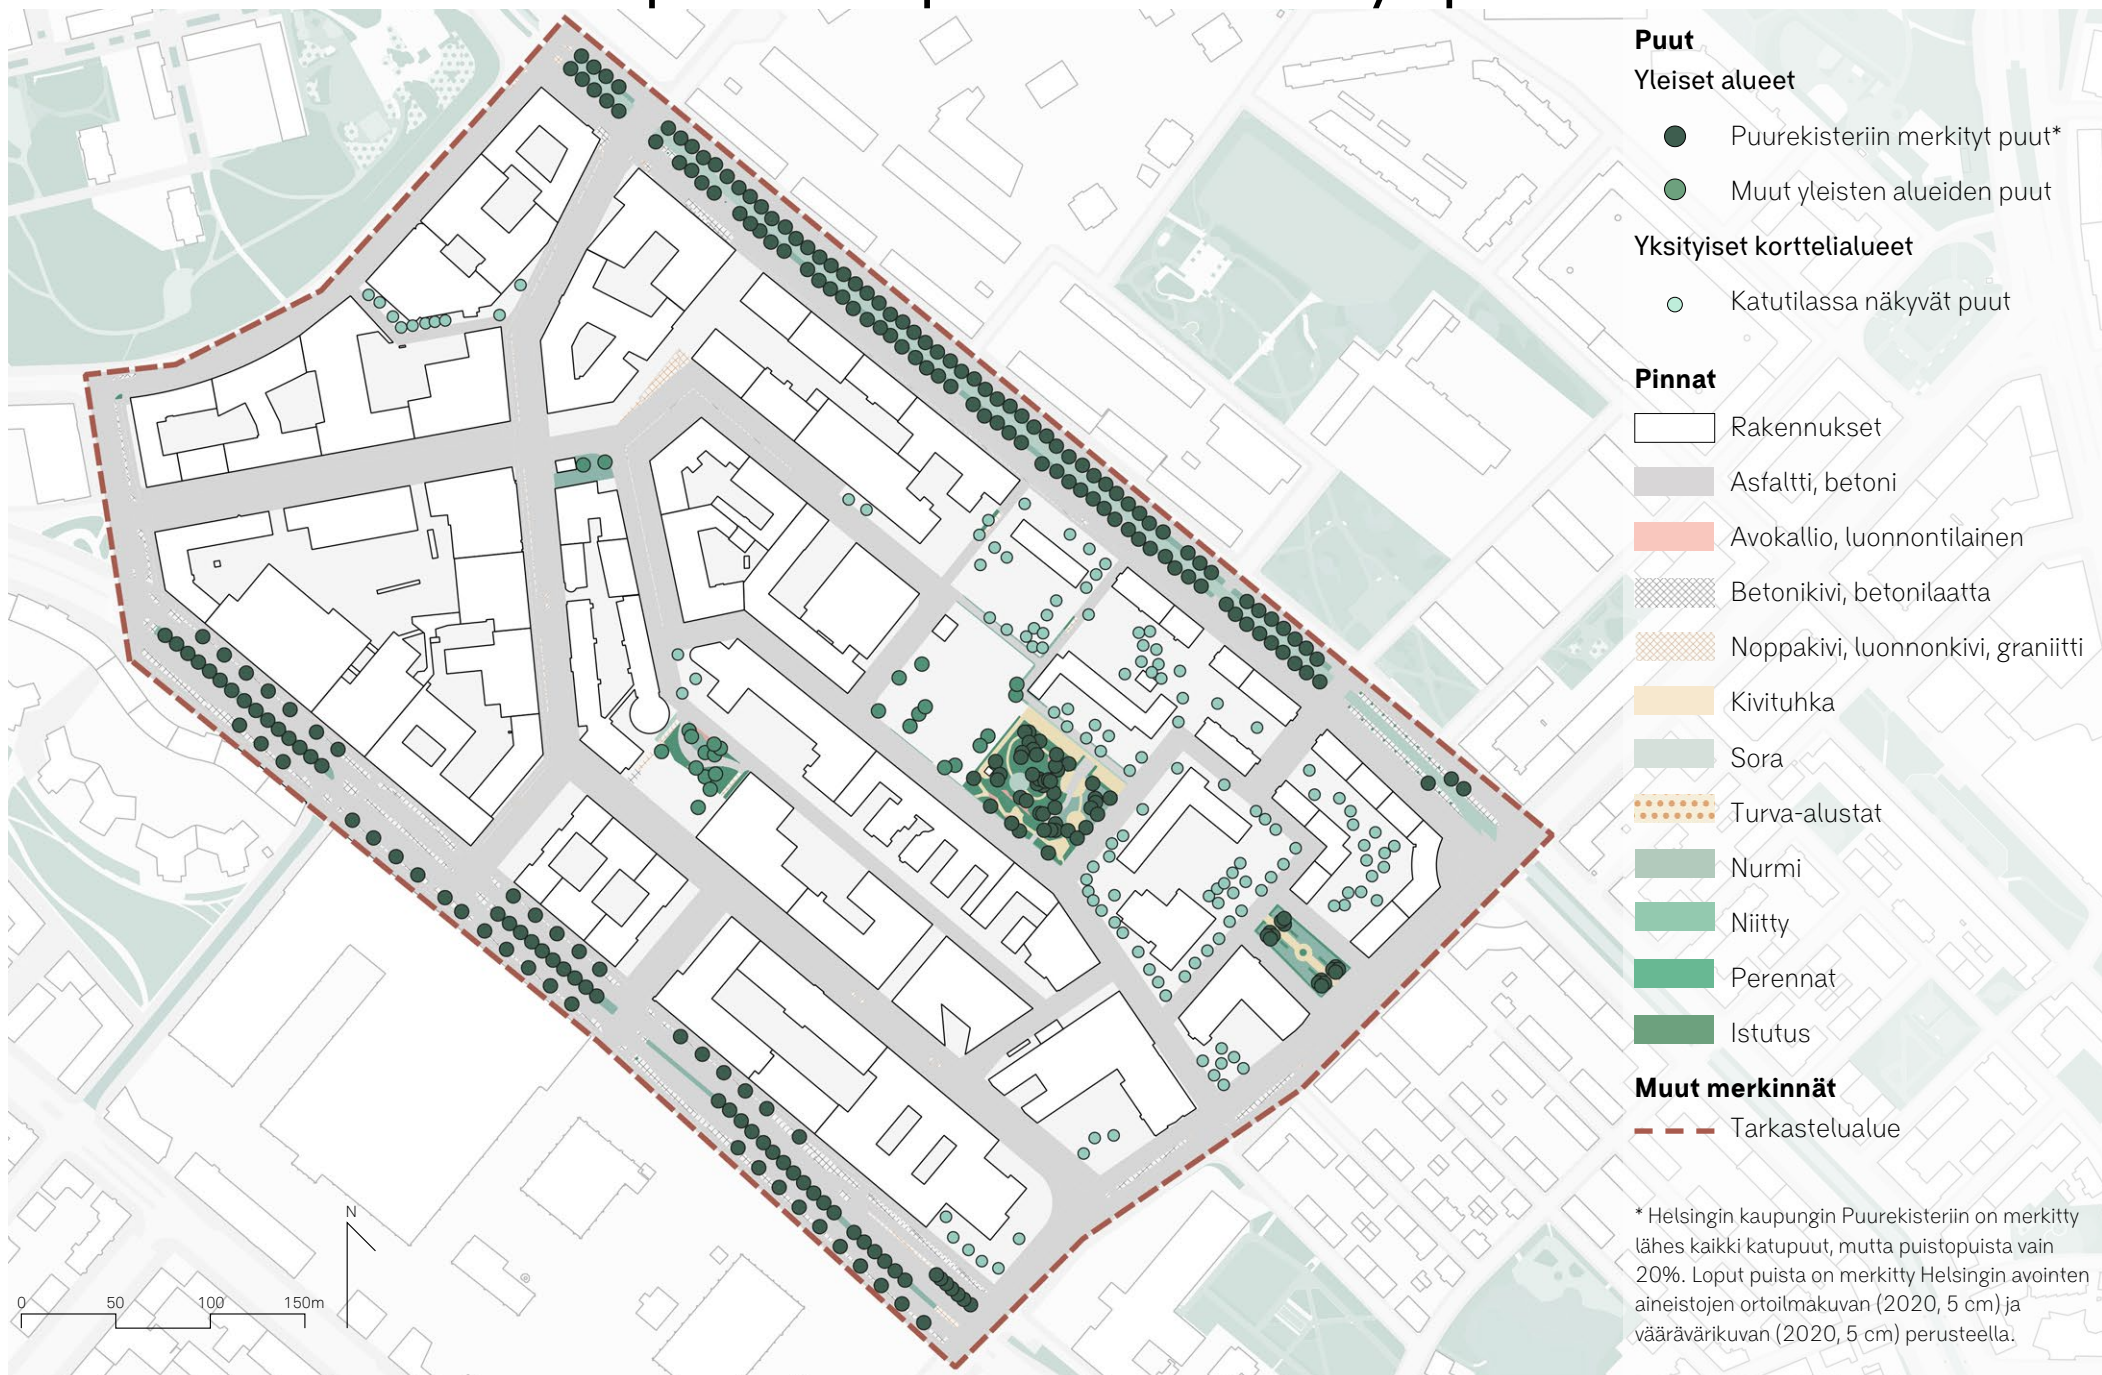 Puut
Yleiset alueet
Puurekisteriin merkityt puut*
Muut yleisten alueiden puut
Yksityiset korttelialueet
Katutilassa näkyvät puut
Pinnat
Rakennukset
Asfaltti, betoni
Avokallio, luonnontilainen
Betonikivi, betonilaatta
Noppakivi, luonnonkivi, graniitti
Kivituhka
Sora
Turva-alustat
Nurmi
Niitty
Perennat
Istutus
Muut merkinnät
Tarkastelualue
* Helsingin kaupungin Puurekisteriin on merkitty
lähes kaikki katupuut, mutta puistopuista vain
20%. Loput puista on merkitty Helsingin avointen
aineistojen ortoilmakuvan (2020, 5 cm) ja
väärävärikuvan (2020, 5 cm) perusteella.
N
0 50 100 150m